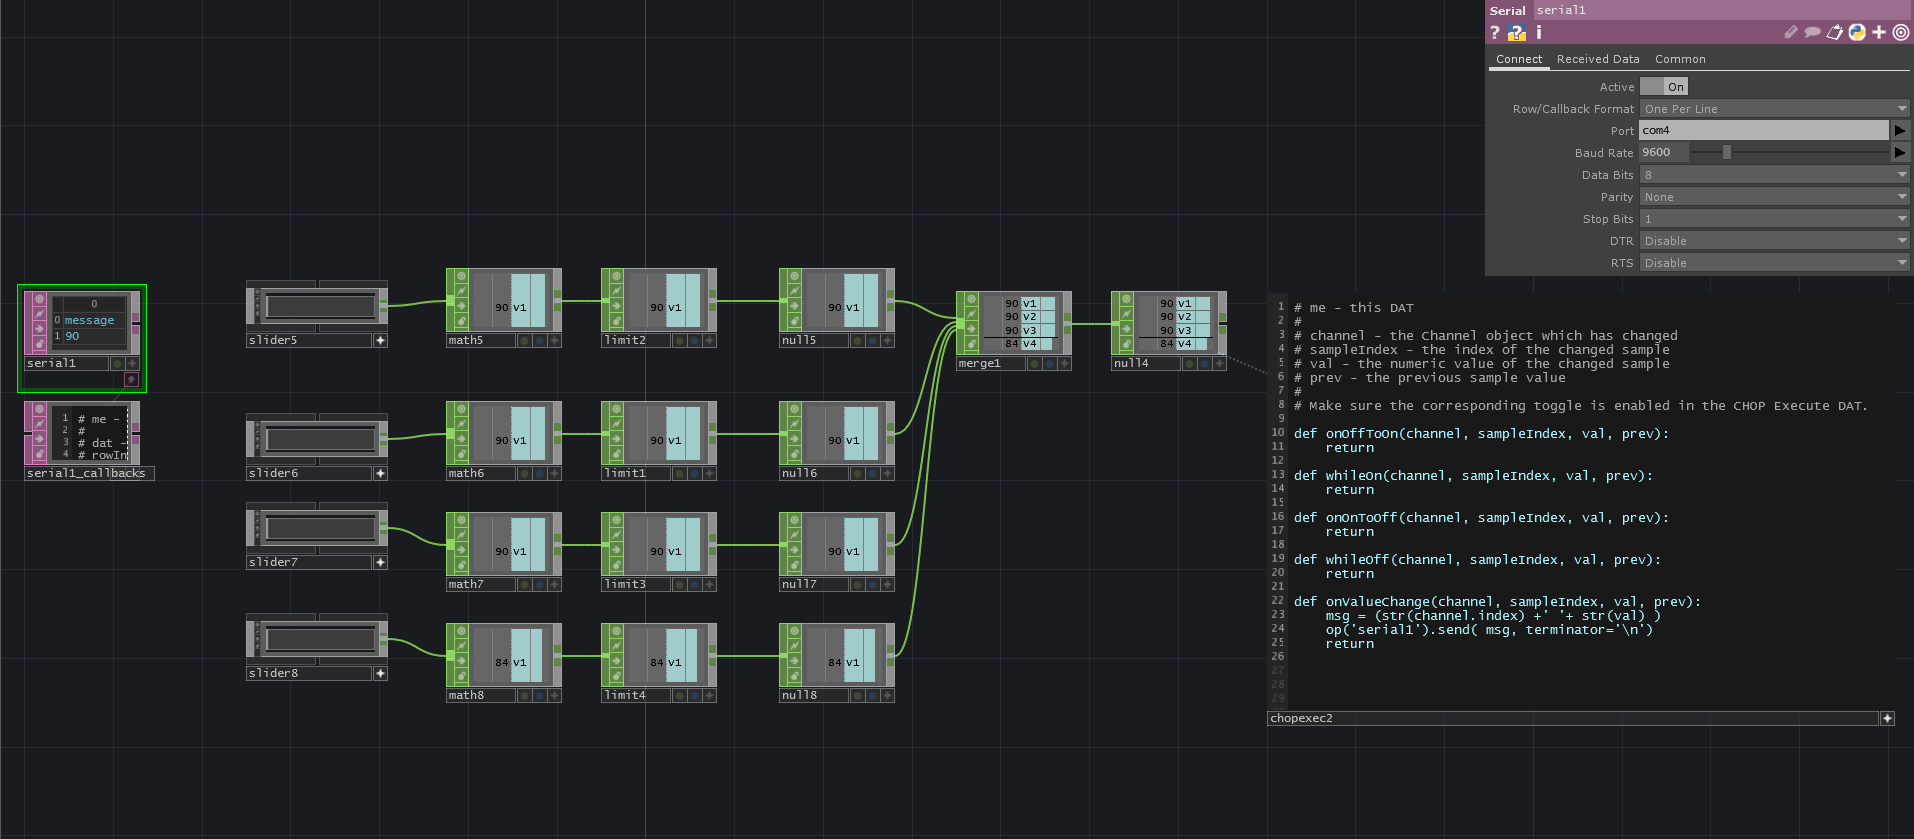 Serial serial1
? ? i
Connect Received Data Common
Active On
Row/Callback Format One Per Line
Port com4
Baud Rate 9600
Data Bits 8
Parity None
Stop Bits 1
DTR Disable
RTS Disable
0
0 message
1 90
serial1
1 # me -
2 #
3 # dat -
4 # rowIn
serial1_callbacks
slider5
90 v1
math5
90 v1
limit2
90 v1
null5
slider6
90 v1
math6
90 v1
limit1
90 v1
null6
slider7
90 v1
math7
90 v1
limit3
90 v1
null7
slider8
84 v1
math8
84 v1
limit4
84 v1
null8
90 v1
90 v2
90 v3
84 v4
merge1
90 v1
90 v2
90 v3
84 v4
null4
1 # me - this DAT
2 #
3 # channel - the Channel object which has changed
4 # sampleIndex - the index of the changed sample
5 # val - the numeric value of the changed sample
6 # prev - the previous sample value
7 #
8 # Make sure the corresponding toggle is enabled in the CHOP Execute DAT.
9
10 def onOffToOn(channel, sampleIndex, val, prev):
11 return
12
13 def whileOn(channel, sampleIndex, val, prev):
14 return
15
16 def onOnToOff(channel, sampleIndex, val, prev):
17 return
18
19 def whileOff(channel, sampleIndex, val, prev):
20 return
21
22 def onValueChange(channel, sampleIndex, val, prev):
23 msg = (str(channel.index) +' '+ str(val) )
24 op('serial1').send( msg, terminator='\n')
25 return
26
27
28
29
chopexec2